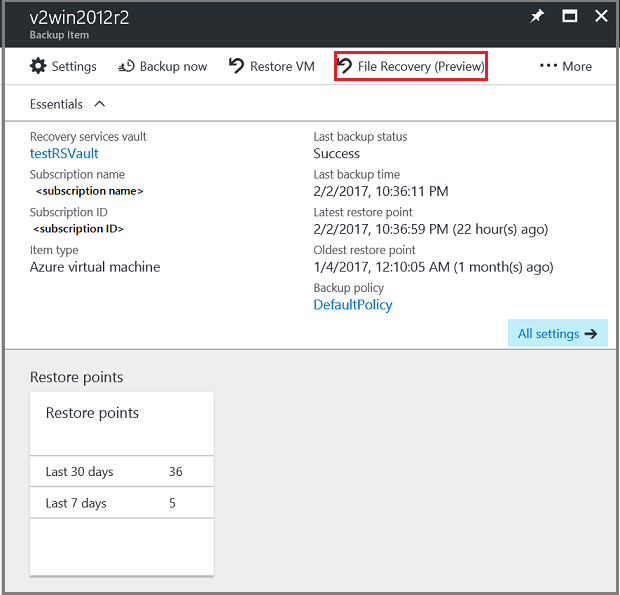 v2win2012r2
Backup Item
Settings Backup now Restore VM File Recovery (Preview) ••• More
Essentials
Recovery services vault
testRSVault
Subscription name
<subscription name>
Subscription ID
<subscription ID>
Item type
Azure virtual machine
Last backup status
Success
Last backup time
2/2/2017, 10:36:11 PM
Latest restore point
2/2/2017, 10:36:59 PM (22 hour(s) ago)
Oldest restore point
1/4/2017, 12:10:05 AM (1 month(s) ago)
Backup policy
DefaultPolicy
All settings
Restore points
Restore points
Last 30 days 36
Last 7 days 5